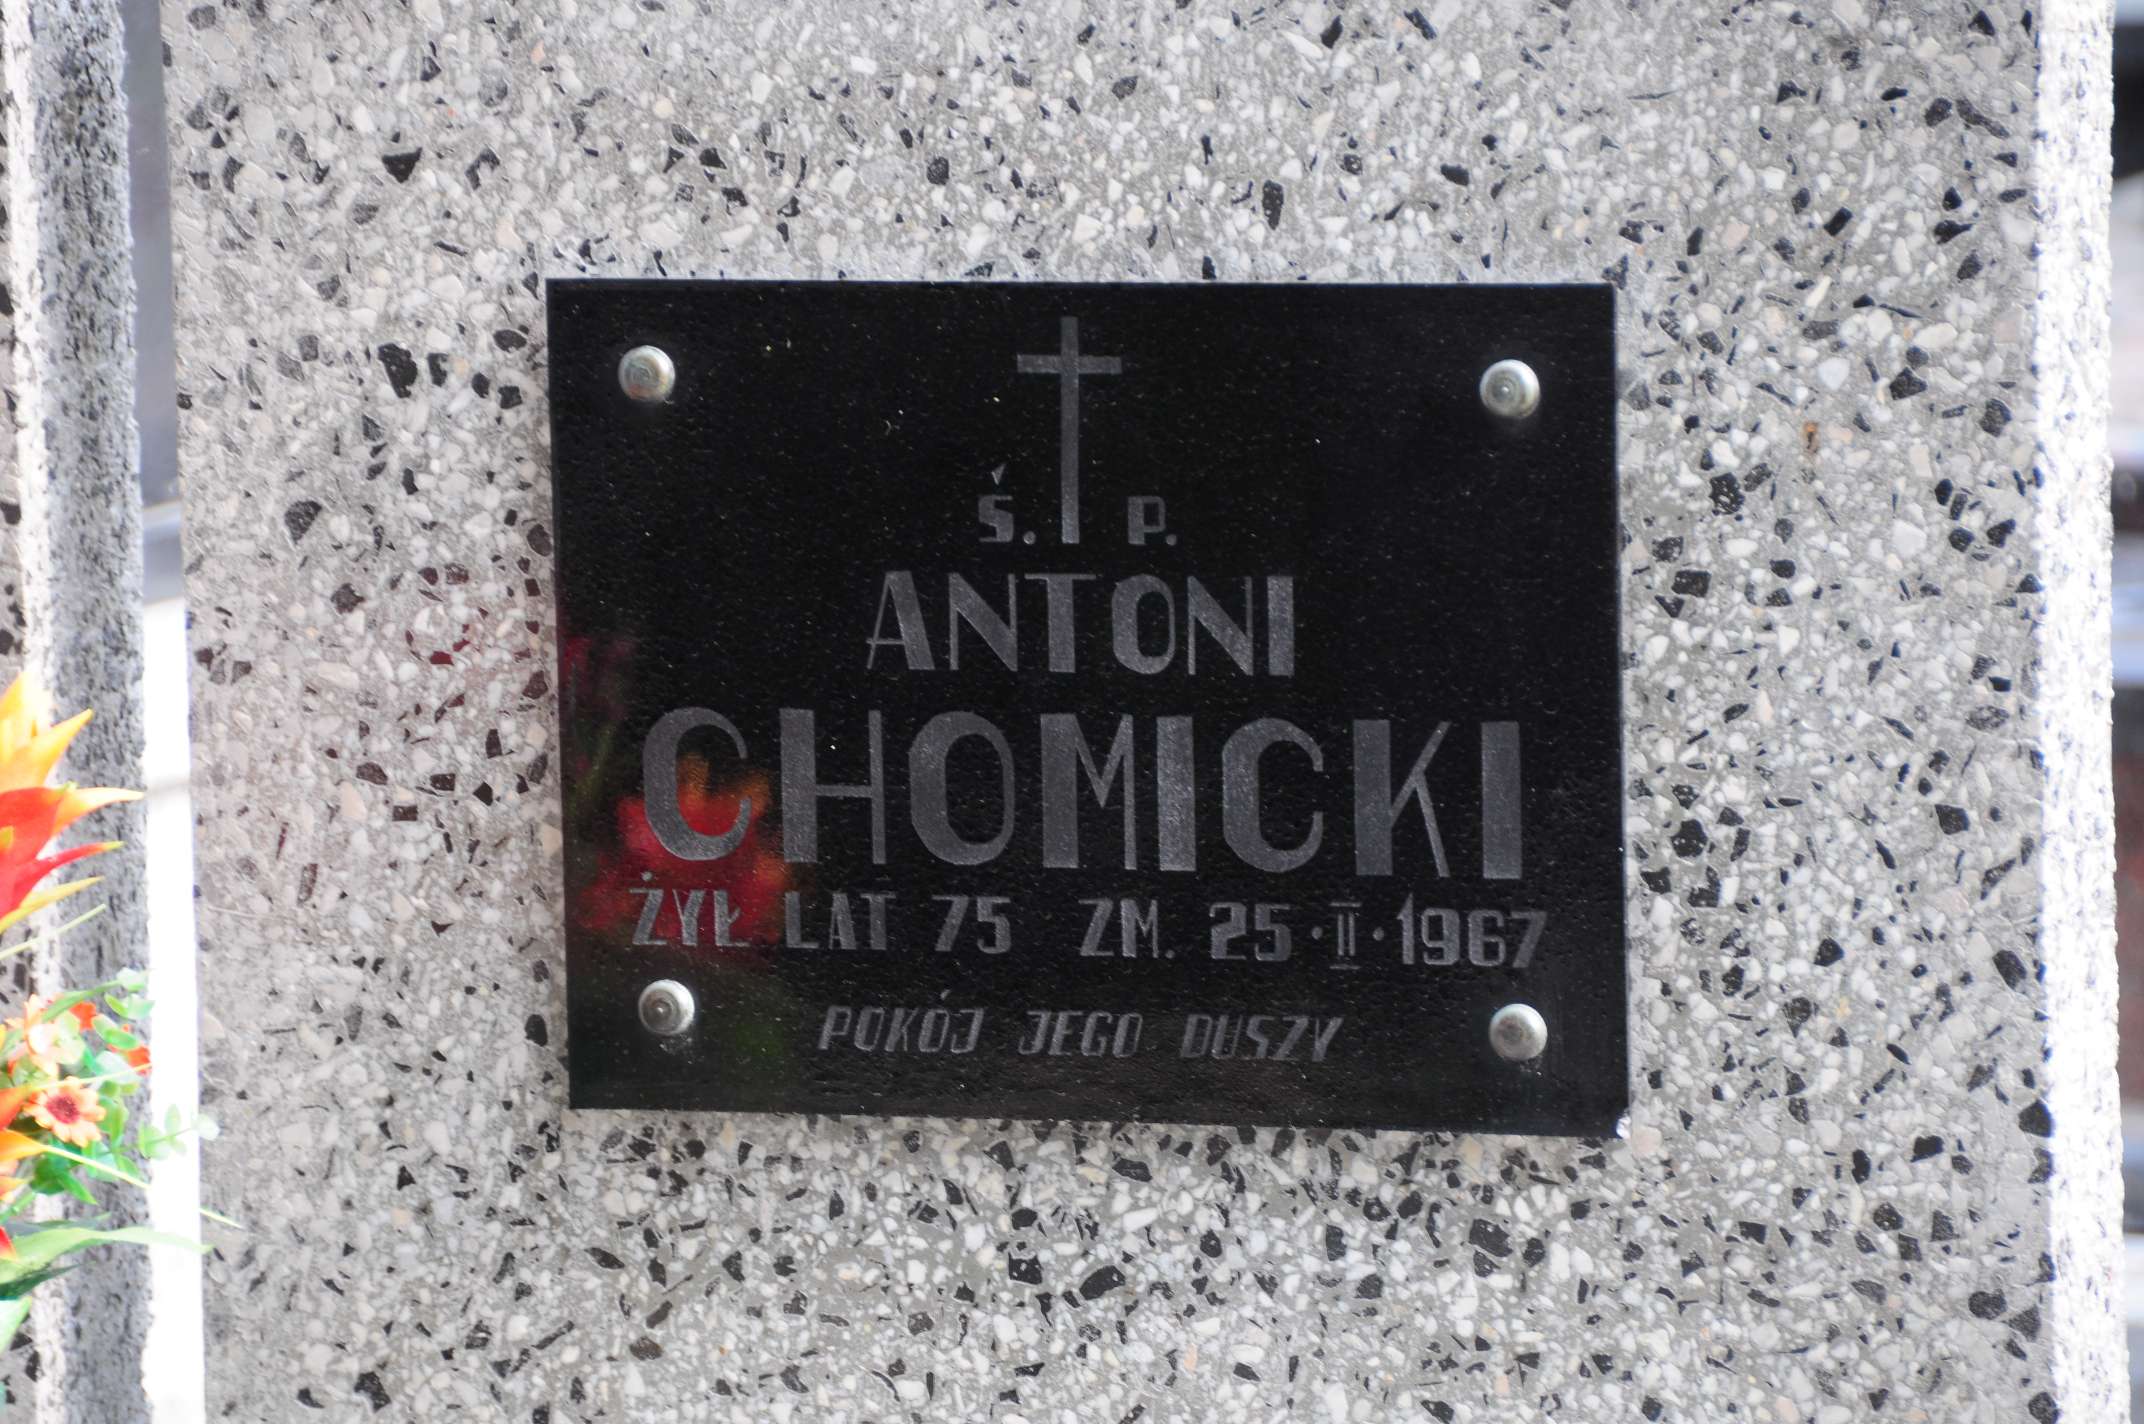 Ś. P.
ANTONI
CHOMICKI
ŻYŁ LAT 75 ZM. 25·II·1967
POKÓJ JEGO DUSZY